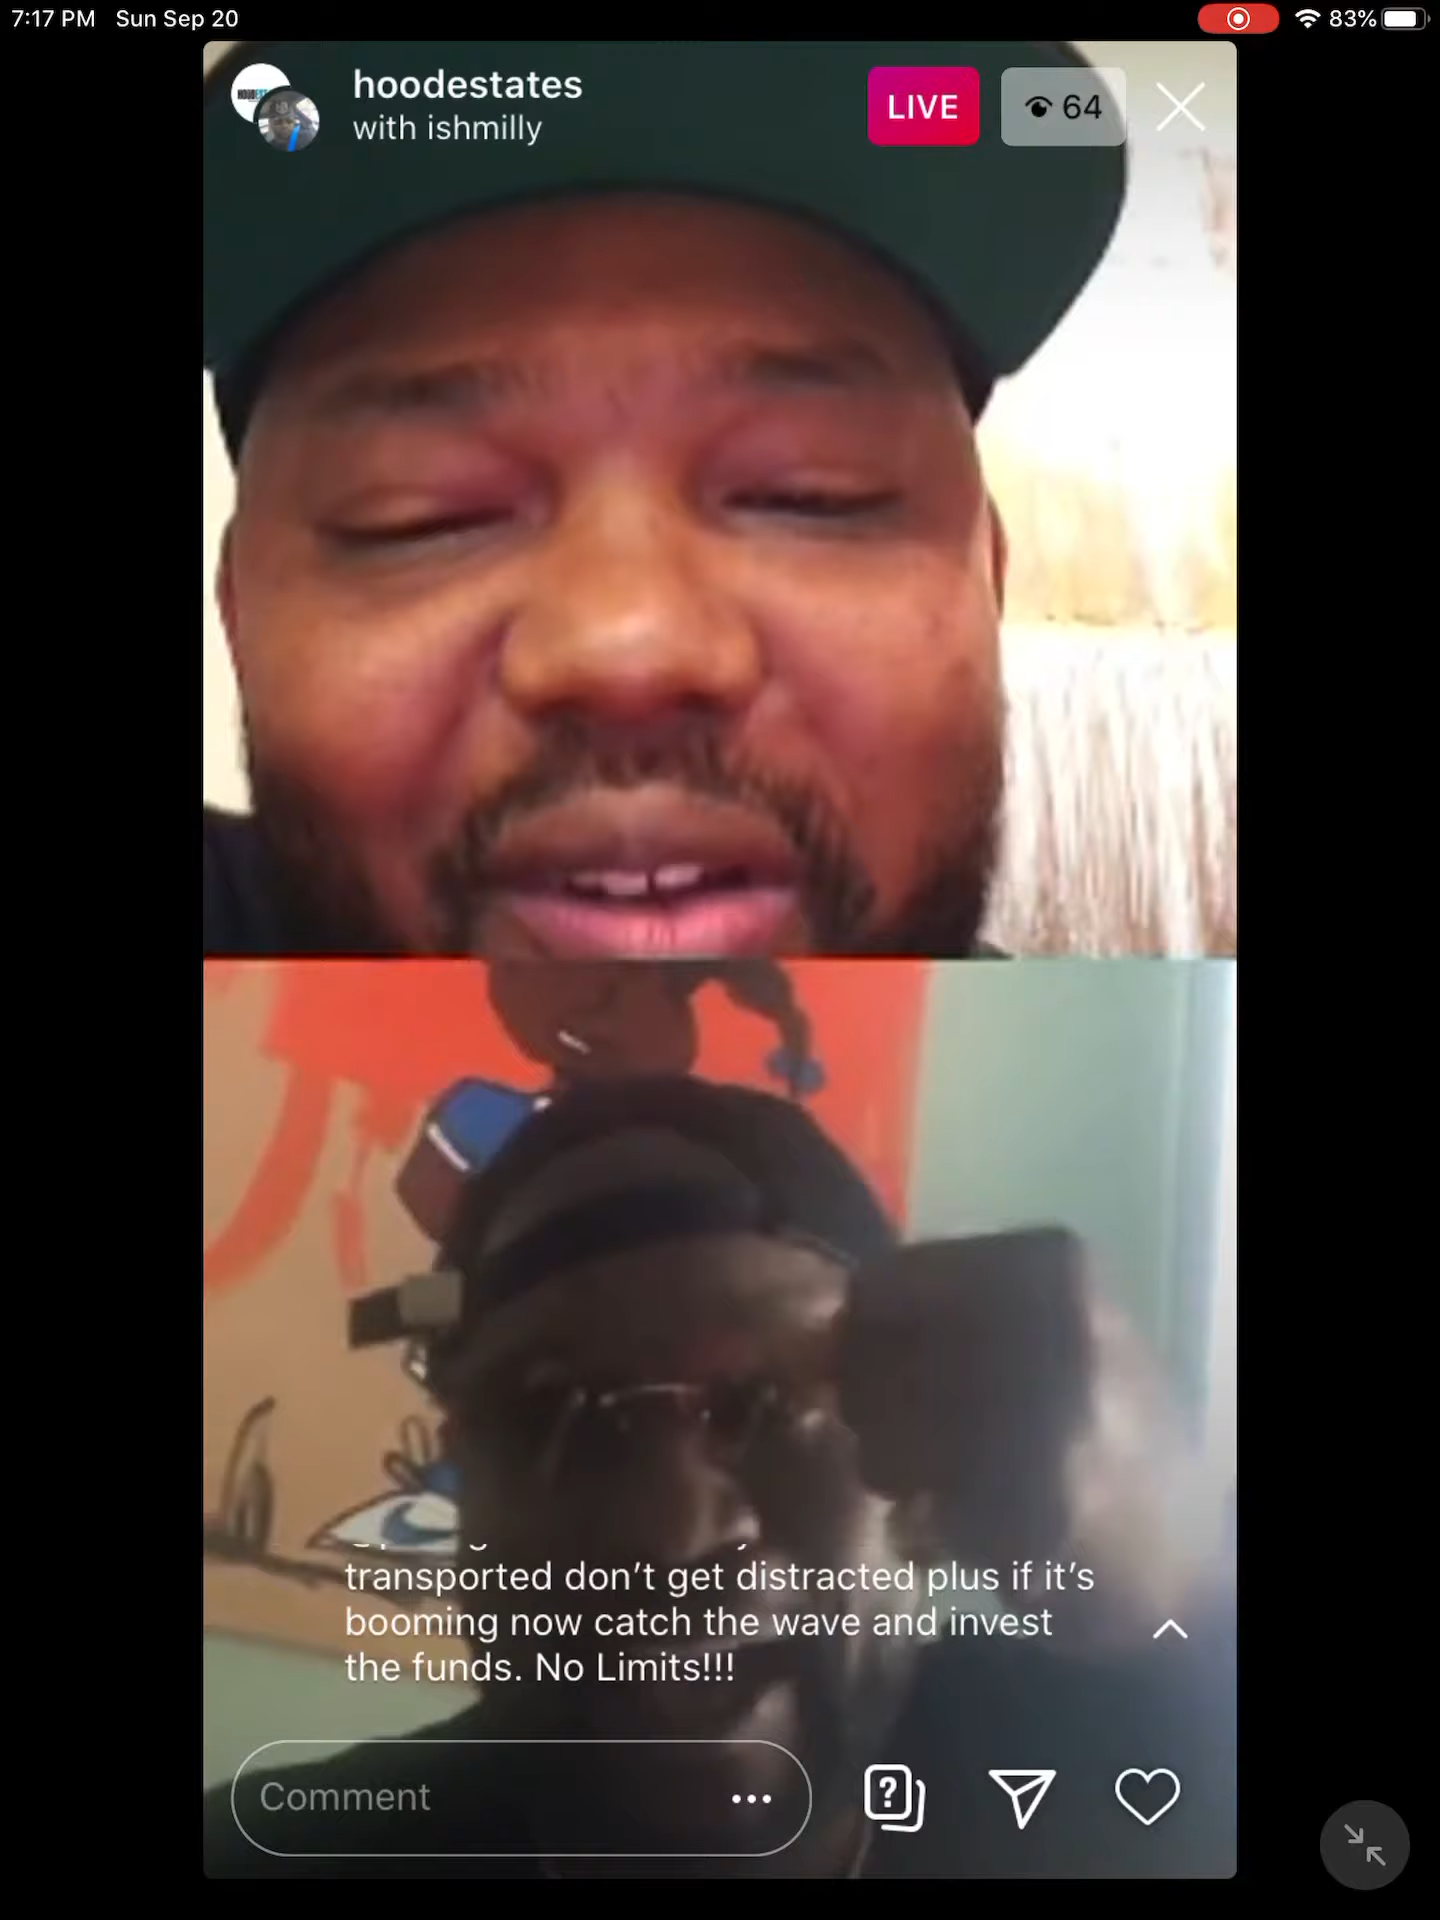 7:17 PM Sun Sep 20
83%
hoodestates
with ishmilly
LIVE
64
transported don't get distracted plus if it's
booming now catch the wave and invest
the funds. No Limits!!!
Comment